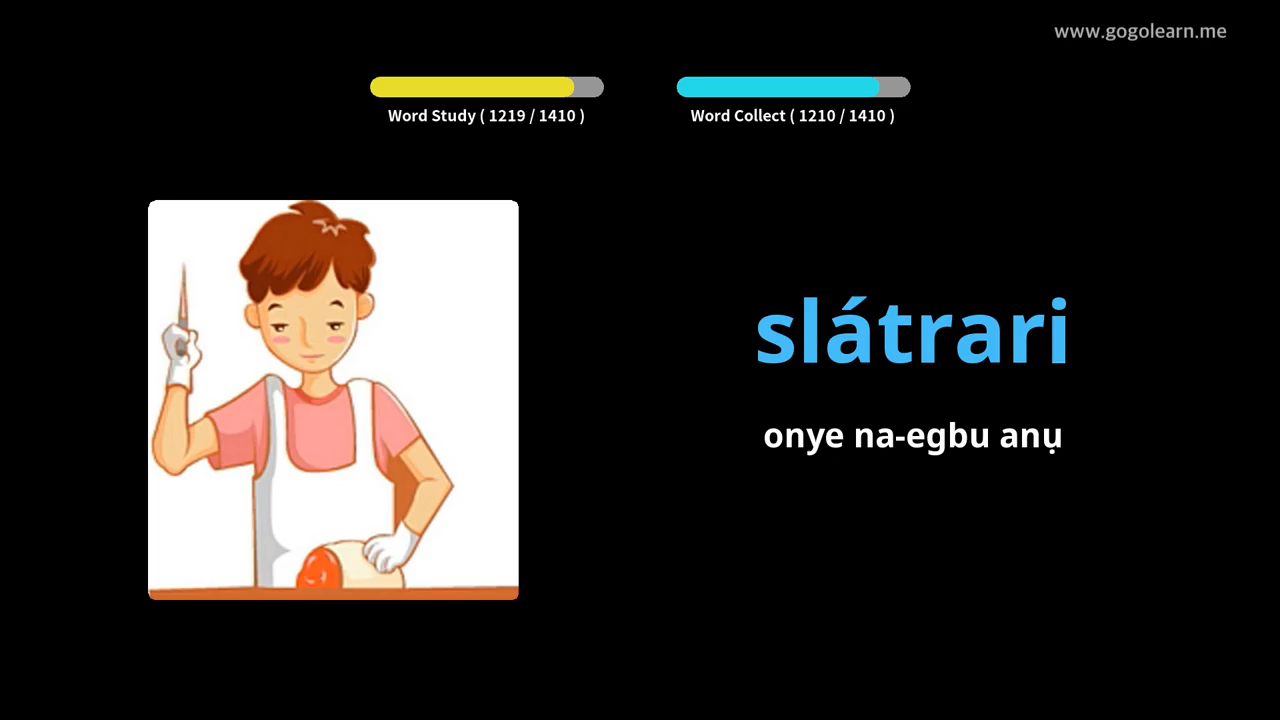 www.gogolearn.me
Word Study ( 1219 / 1410 )
Word Collect ( 1210 / 1410 )
slátrari
onye na-egbu anụ